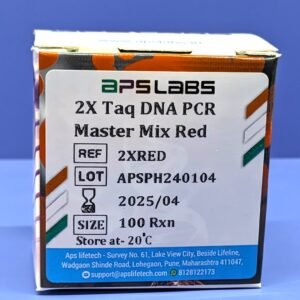 APSLABS
2X Taq DNA PCR
Master Mix Red
REF 2XRED
LOT APSPH240104
2025/04
SIZE 100 Rxn
Store at- 20°C
Aps lifetech - Survey No. 61, Lake View City, Beside Lifeline,
Wadgaon Shinde Road, Lohegaon, Pune, Maharashtra 411047,
support@apslifetech.com 8128122173